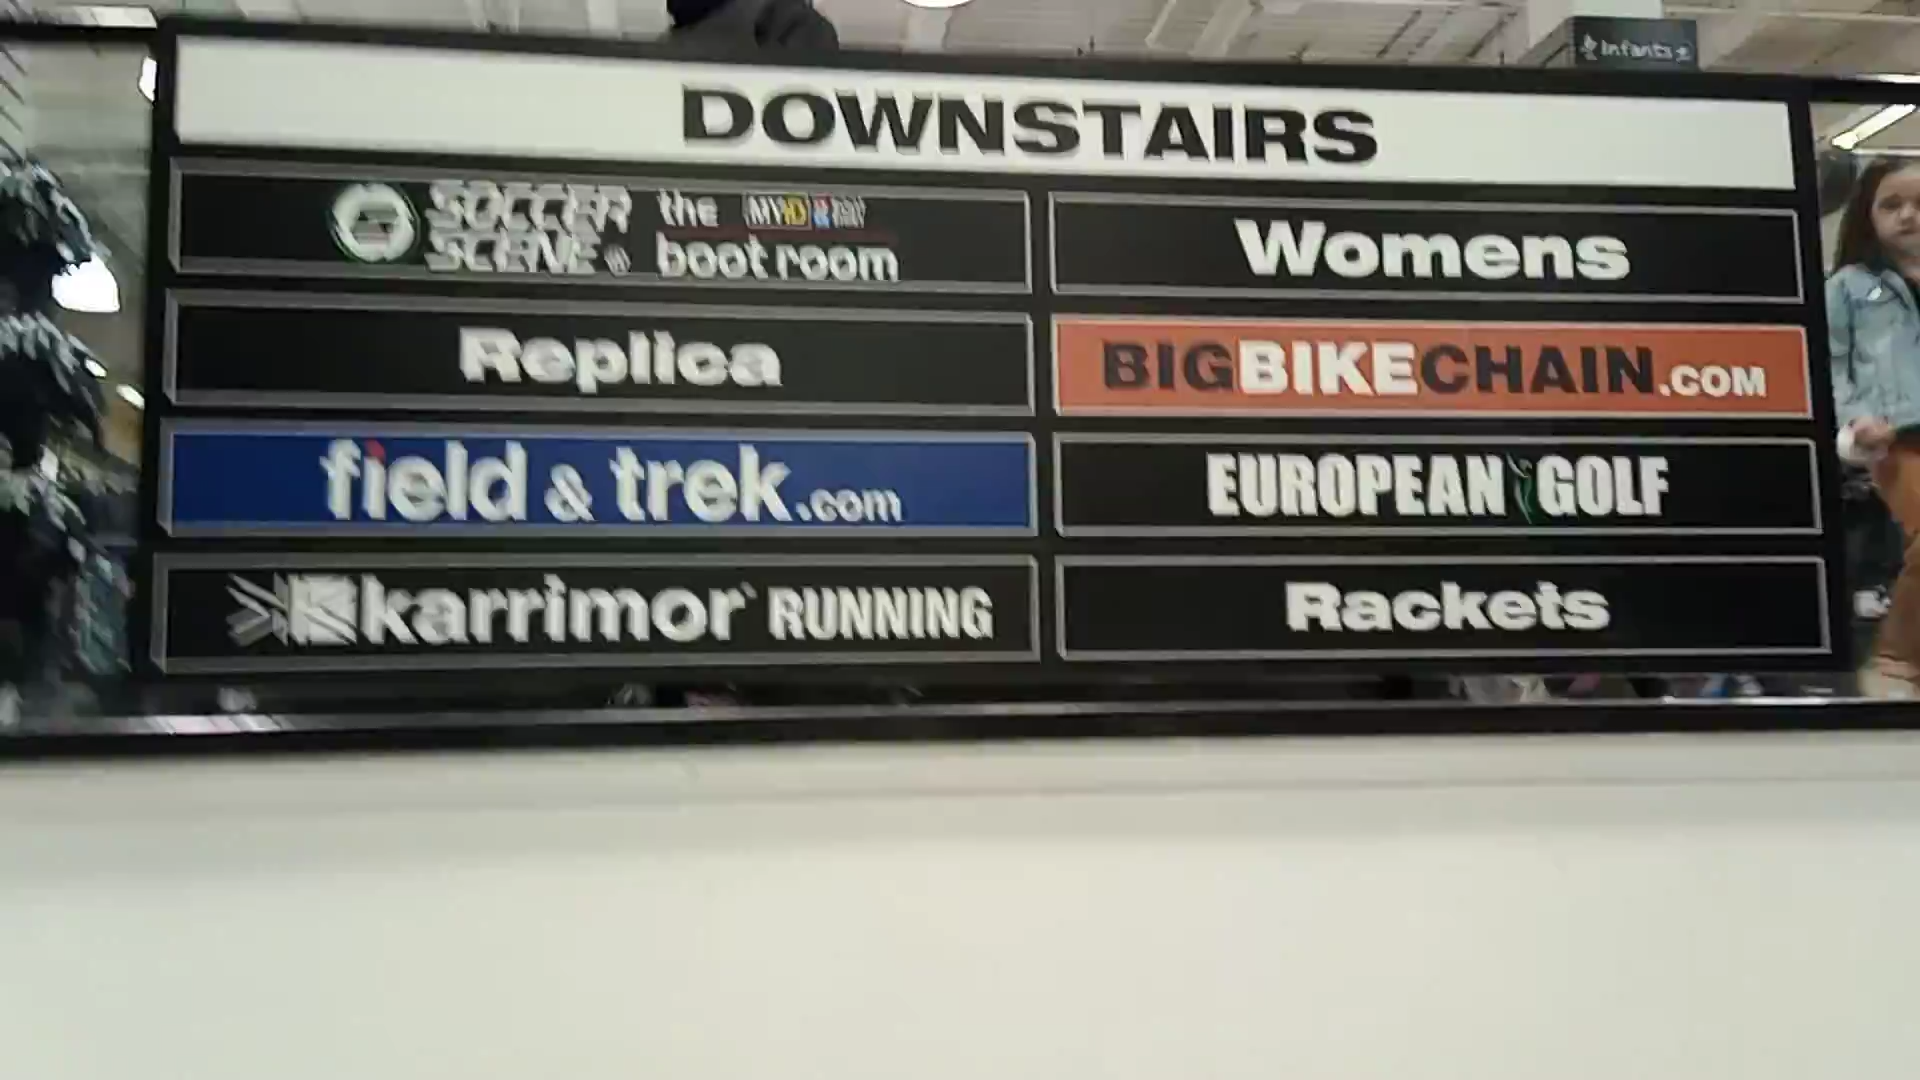 Infants
DOWNSTAIRS
SOCCER
SCENE
the
boot room
Womens
Replica
BIGBIKECHAIN.COM
field & trek.com
EUROPEAN GOLF
karrimor RUNNING
Rackets